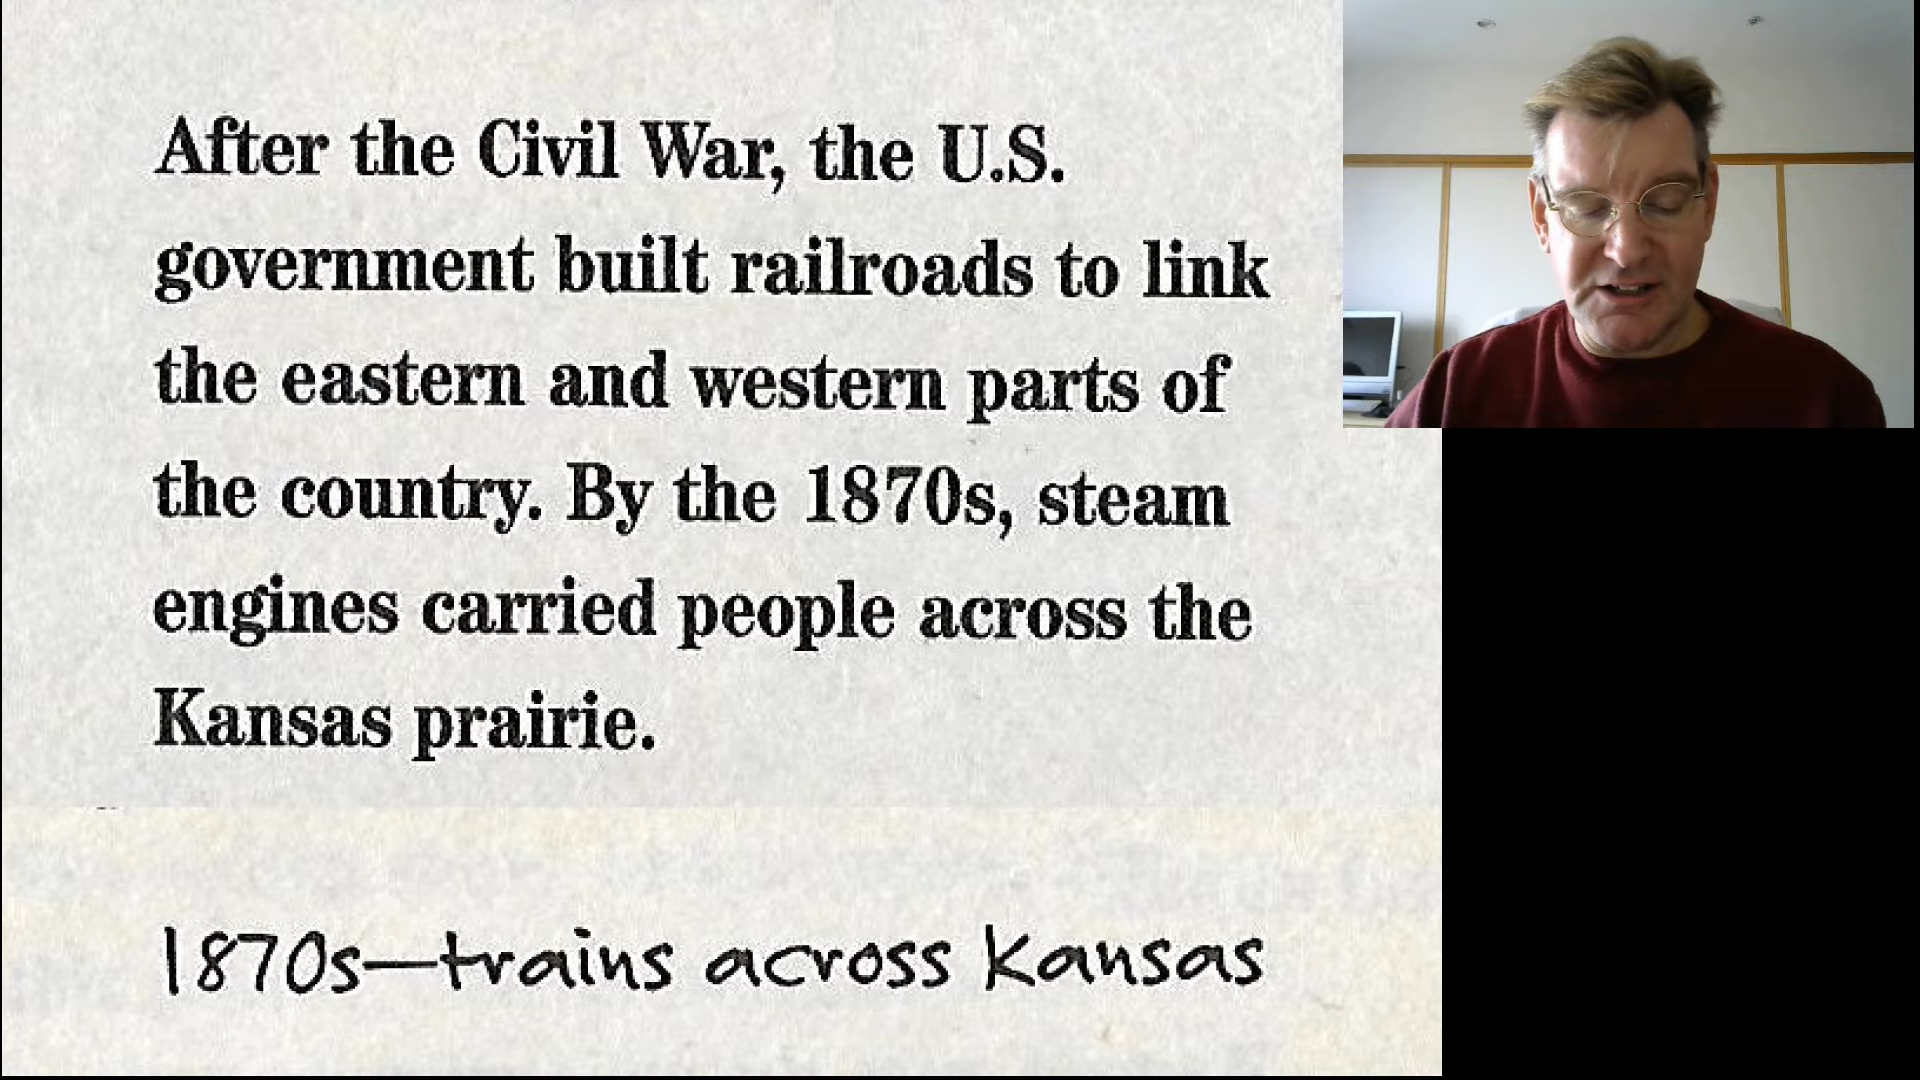 After the Civil War, the U.S.
government built railroads to link
the eastern and western parts of
the country. By the 1870s, steam
engines carried people across the
Kansas prairie.
1870s—trains across Kansas